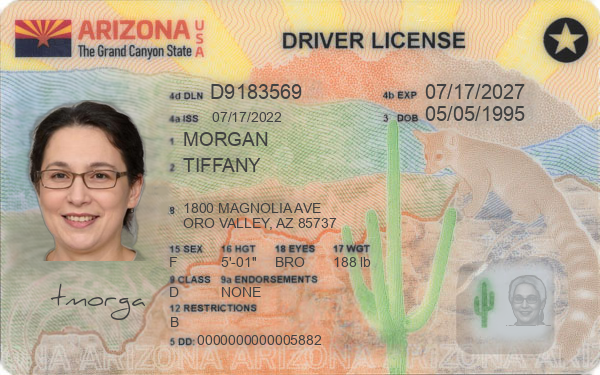 ARIZONA USA
The Grand Canyon State
DRIVER LICENSE
4d DLN D9183569
4b EXP 07/17/2027
4a ISS 07/17/2022
3 DOB 05/05/1995
1 MORGAN
2 TIFFANY
8 1800 MAGNOLIA AVE
ORO VALLEY, AZ 85737
15 SEX 16 HGT 18 EYES 17 WGT
F 5'-01" BRO 188 lb
9 CLASS 9a ENDORSEMENTS
D NONE
12 RESTRICTIONS
B
5 DD: 0000000000005882
tmorga
ARIZONA ARIZONA ARIZONA ARIZONA